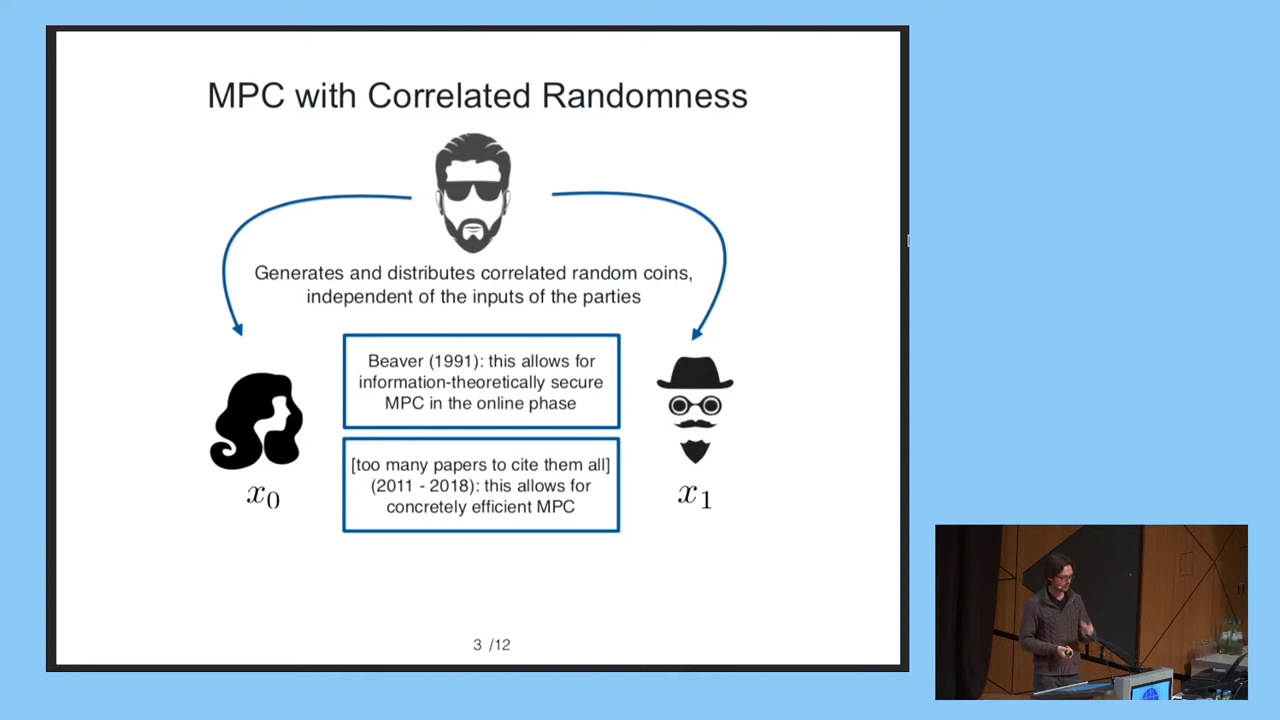 MPC with Correlated Randomness
Generates and distributes correlated random coins,
independent of the inputs of the parties
Beaver (1991): this allows for
information-theoretically secure
MPC in the online phase
[too many papers to cite them all]
(2011 - 2018): this allows for
concretely efficient MPC
x₀
x₁
3 /12